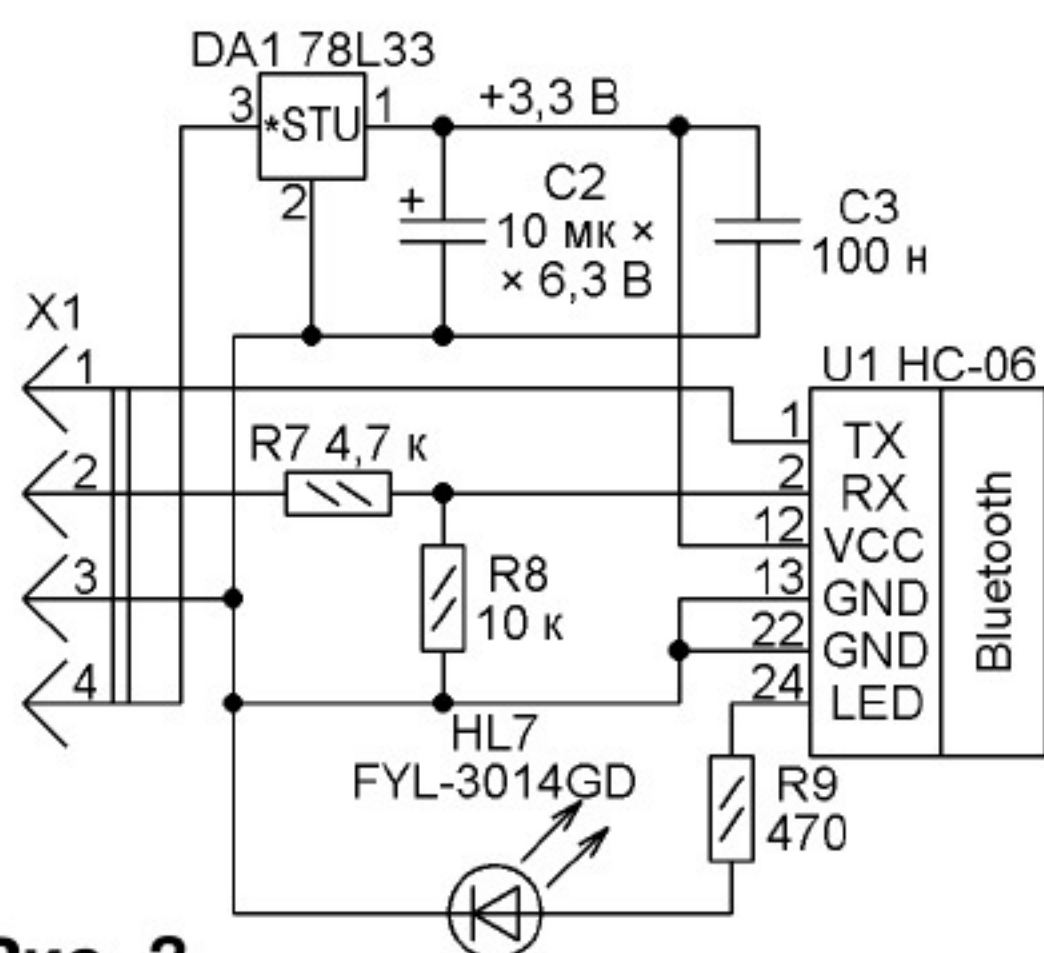 DA1 78L33
3
*STU
1
+3,3 В
2
+
C2
10 мк ×
× 6,3 В
C3
100 н
X1
1
2
3
4
R7 4,7 к
R8
10 к
U1 HC-06
1
TX
2
RX
12
VCC
13
GND
22
GND
24
LED
Bluetooth
HL7
FYL-3014GD
R9
470